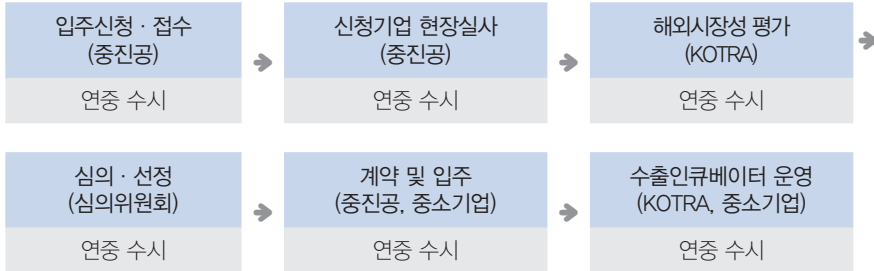 입주신청 · 접수
(중진공)
연중 수시
신청기업 현장실사
(중진공)
연중 수시
해외시장성 평가
(KOTRA)
연중 수시
심의 · 선정
(심의위원회)
연중 수시
계약 및 입주
(중진공, 중소기업)
연중 수시
수출인큐베이터 운영
(KOTRA, 중소기업)
연중 수시